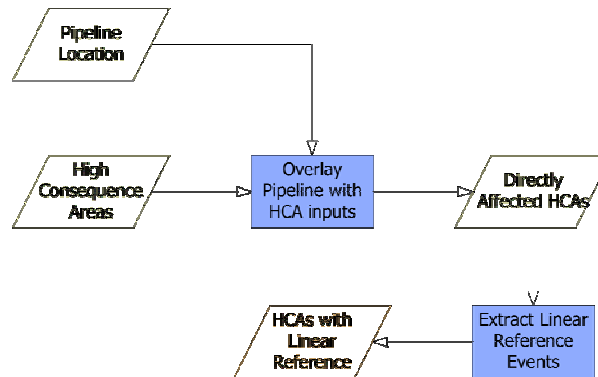 Pipeline
Location
High
Consequence
Areas
Overlay
Pipeline with
HCA inputs
Directly
Affected HCAs
HCAs with
Linear
Reference
Extract Linear
Reference
Events